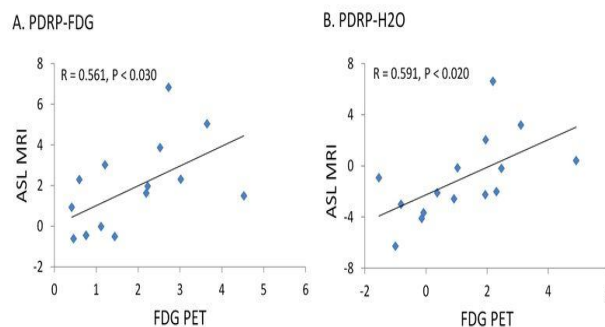 A. PDRP-FDG
R = 0.561, P < 0.030
ASL MRI
8
6
4
2
0
-2
0 1 2 3 4 5 6
FDG PET
B. PDRP-H2O
R = 0.591, P < 0.020
ASL MRI
8
4
-0
-4
-8
-2 0 2 4
FDG PET